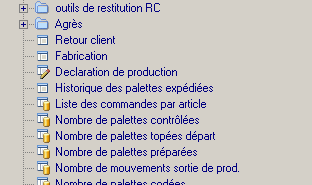 outils de restitution RC
Agrès
Retour client
Fabrication
Declaration de production
Historique des palettes expédiées
Liste des commandes par article
Nombre de palettes contrôlées
Nombre de palettes topées départ
Nombre de palettes préparées
Nombre de mouvements sortie de prod.
Nombre de palettes codées